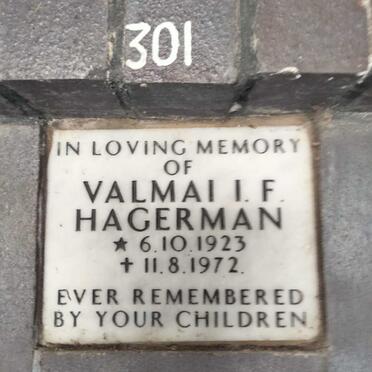 301
IN LOVING MEMORY
OF
VALMAI I. F.
HAGERMAN
★ 6.10.1923
✝ 11.8.1972.
EVER REMEMBERED
BY YOUR CHILDREN